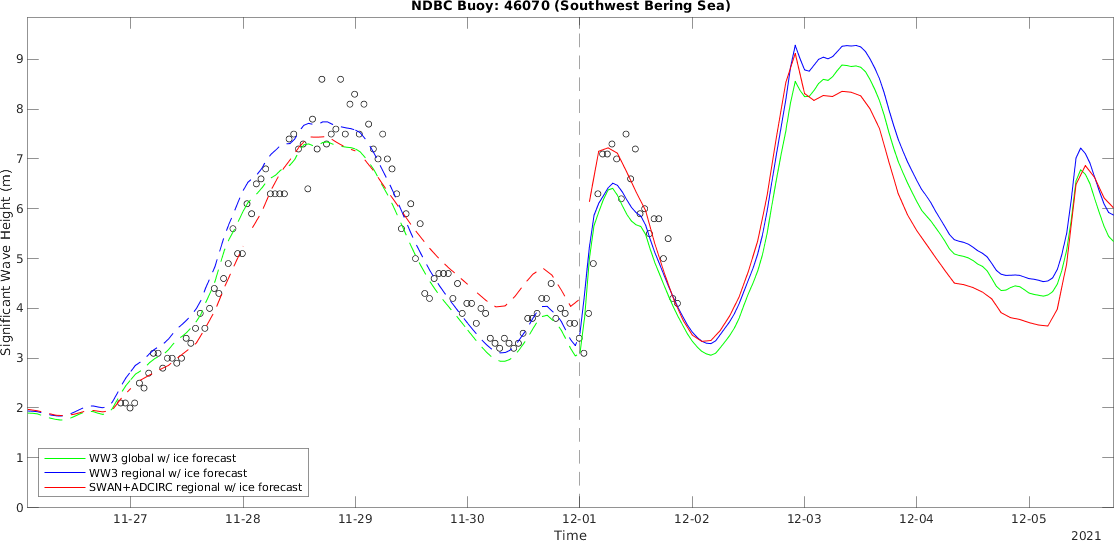 NDBC Buoy: 46070 (Southwest Bering Sea)
Significant Wave Height (m)
9
8
7
6
5
4
3
2
1
0
WW3 global w/ ice forecast
WW3 regional w/ ice forecast
SWAN+ADCIRC regional w/ ice forecast
11-27 11-28 11-29 11-30 12-01 12-02 12-03 12-04 12-05
Time
2021